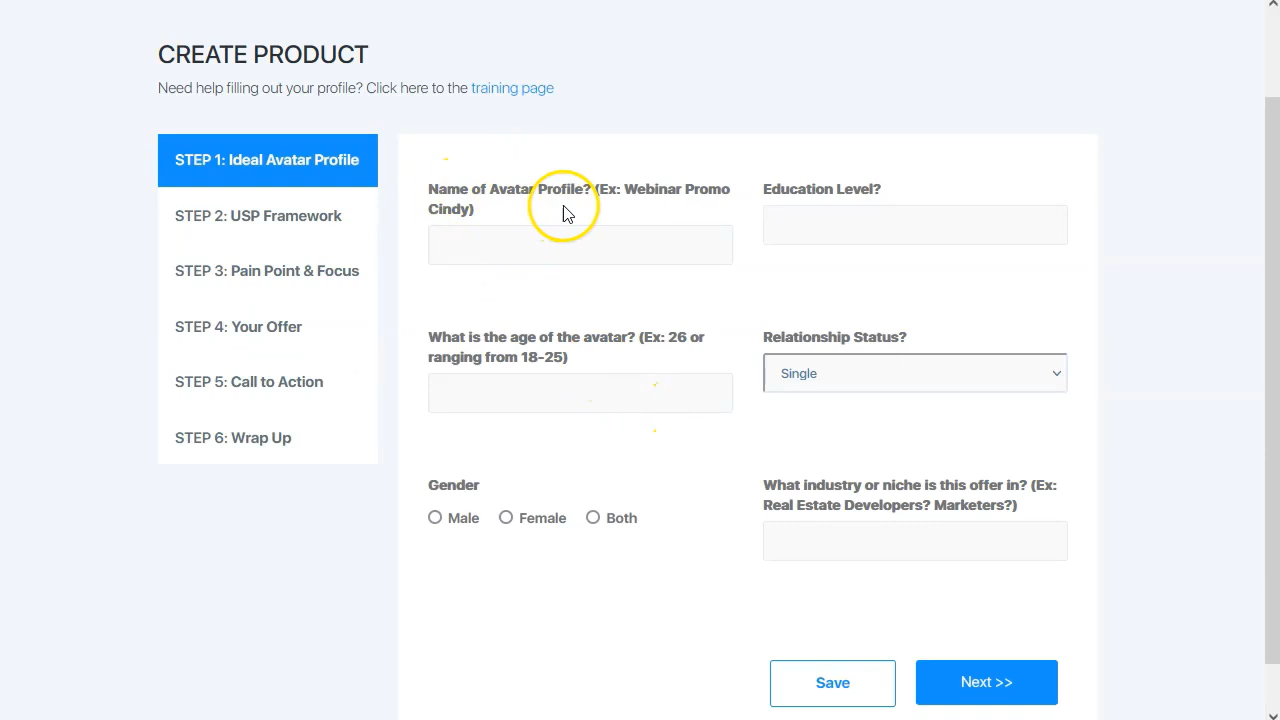 CREATE PRODUCT
Need help filling out your profile? Click here to the training page
STEP 1: Ideal Avatar Profile
STEP 2: USP Framework
STEP 3: Pain Point & Focus
STEP 4: Your Offer
STEP 5: Call to Action
STEP 6: Wrap Up
Name of Avatar Profile? (Ex: Webinar Promo
Cindy)
Education Level?
What is the age of the avatar? (Ex: 26 or
ranging from 18-25)
Relationship Status?
Single
Gender
Male Female Both
What industry or niche is this offer in? (Ex:
Real Estate Developers? Marketers?)
Save
Next >>